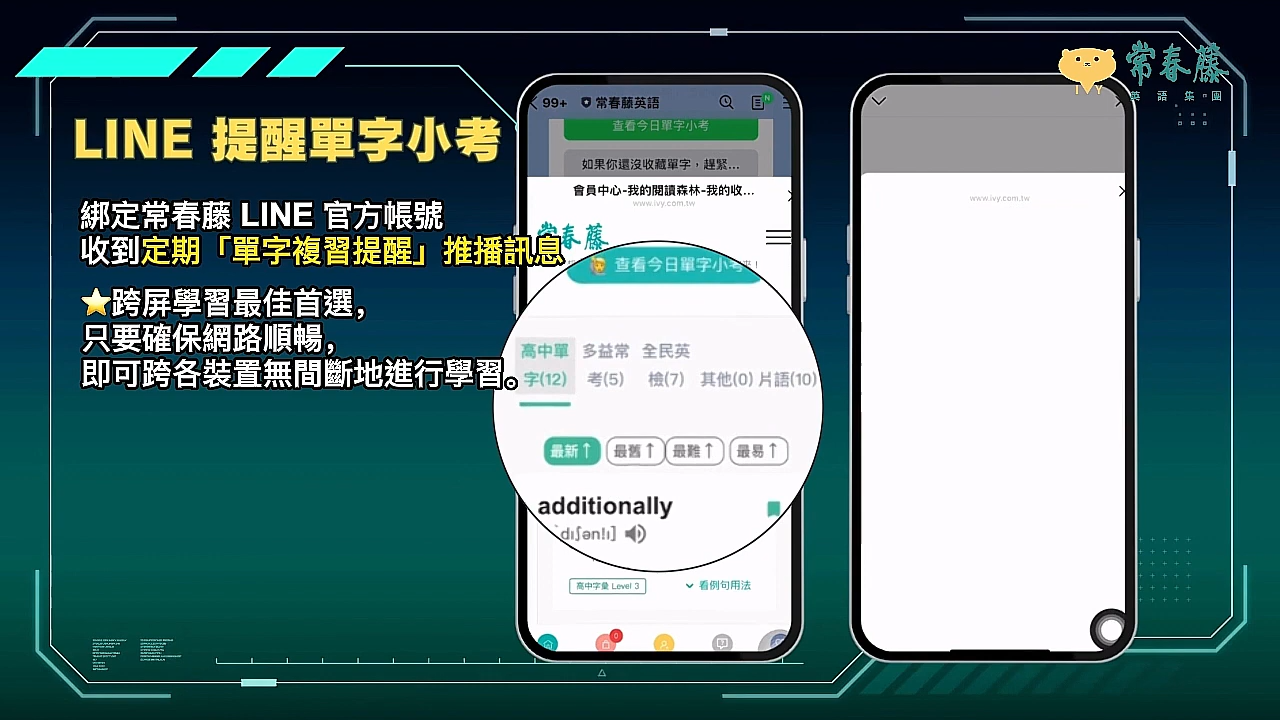 LINE 提醒單字小考
綁定常春藤 LINE 官方帳號
收到定期「單字複習提醒」推播訊息
⭐跨屏學習最佳首選，
只要確保網路順暢，
即可跨各裝置無間斷地進行學習。
99+ 常春藤英語
查看今日單字小考
如果你還沒收藏單字，趕緊...
會員中心-我的閱讀森林-我的收...
www.ivy.com.tw
常春藤
查看今日單字小考
高中單字(12)
多益常考(5)
全民英檢(7)
其他(0)
片語(10)
最新↑ 最舊↑ 最難↑ 最易↑
additionally
高中字彙 Level 3
看例句用法
0
www.ivy.com.tw
常春藤
英語集團
IVY